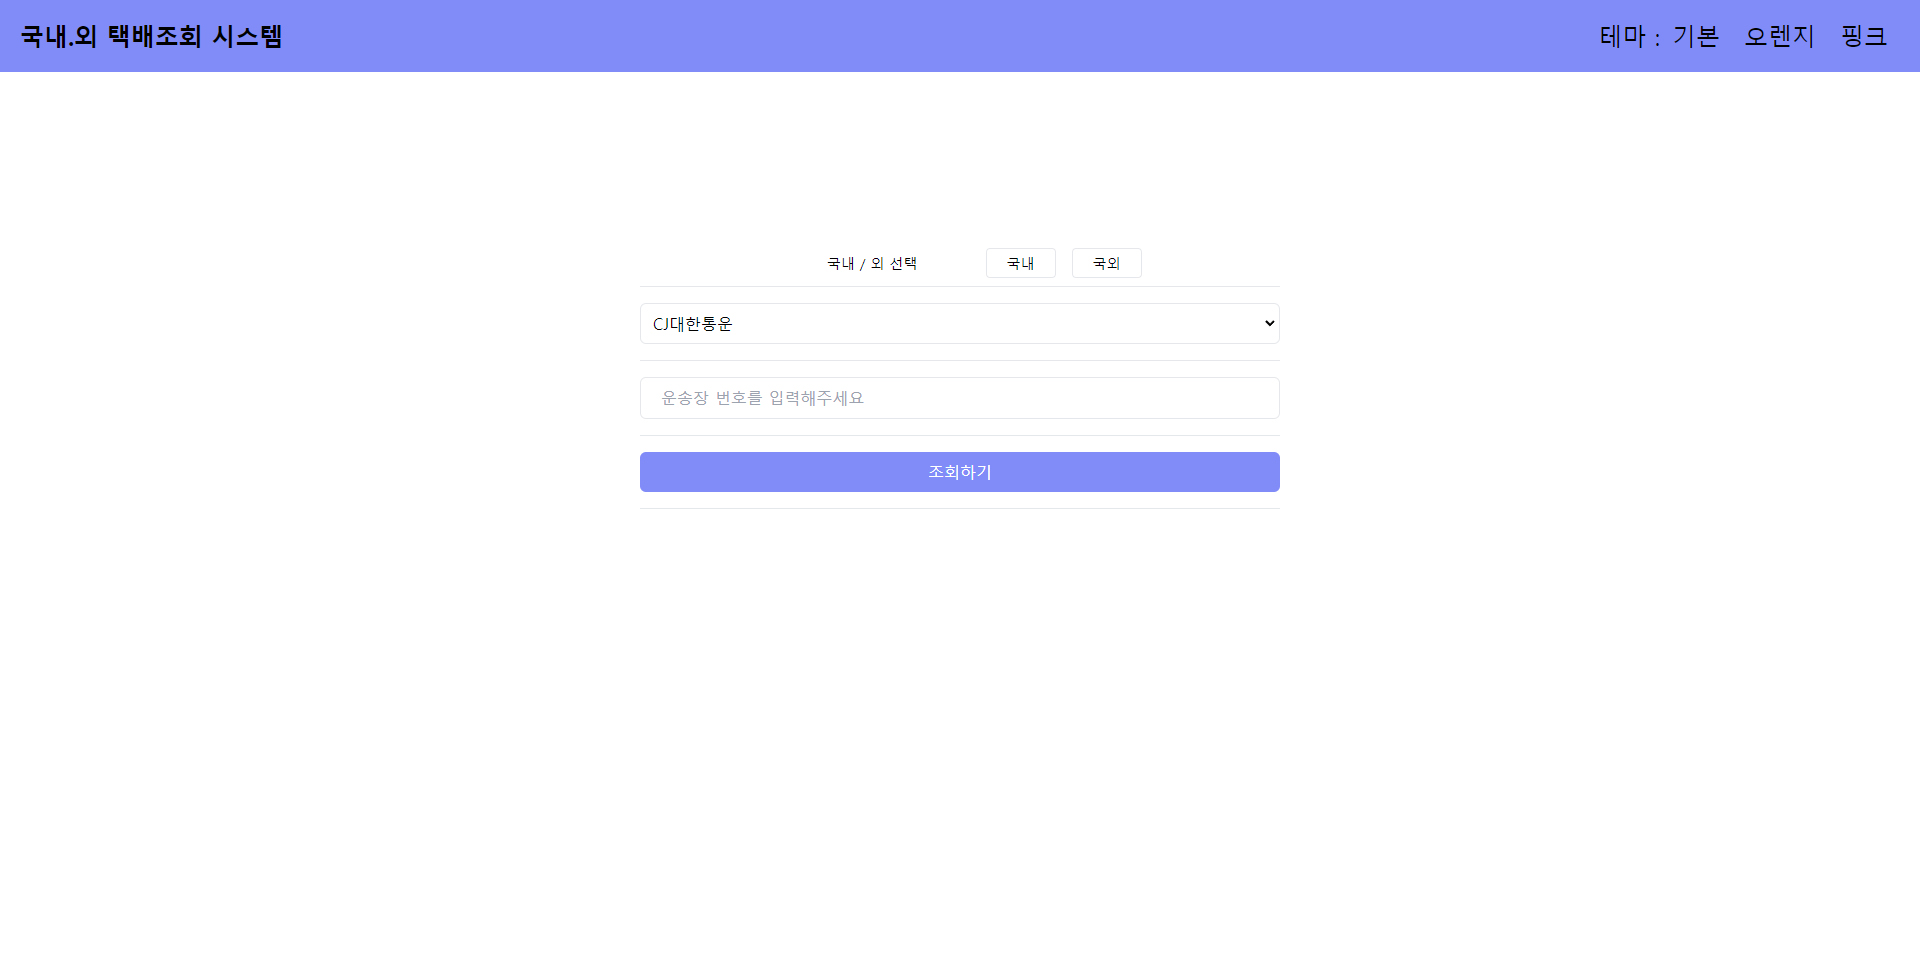 국내.외 택배조회 시스템
테마 : 기본 오렌지 핑크
국내 / 외 선택 국내 국외
CJ대한통운
운송장 번호를 입력해주세요
조회하기